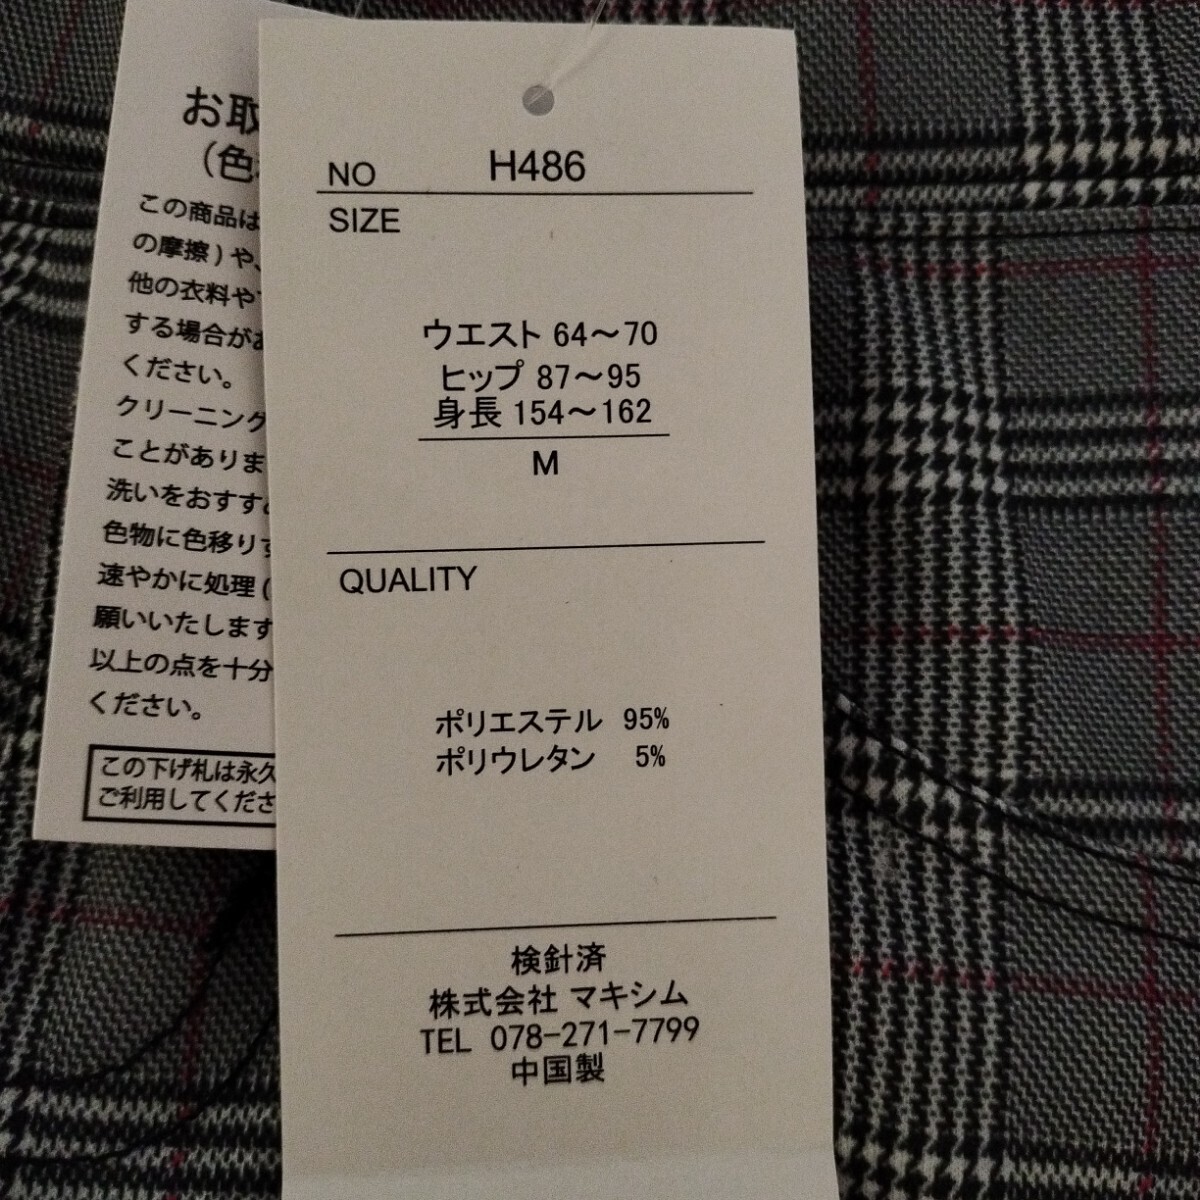 お取
（色
この商品は
の摩擦）や、
他の衣料や
する場合があ
ください。
クリーニング
ことがありま
洗いをおすすめ
色物に色移りす
速やかに処理（
願いいたします
以上の点を十分
ください。
この下げ札は永久
ご利用してくださ
NO H486
SIZE
ウエスト 64～70
ヒップ 87～95
身長 154～162
M
QUALITY
ポリエステル 95%
ポリウレタン 5%
検針済
株式会社 マキシム
TEL 078-271-7799
中国製